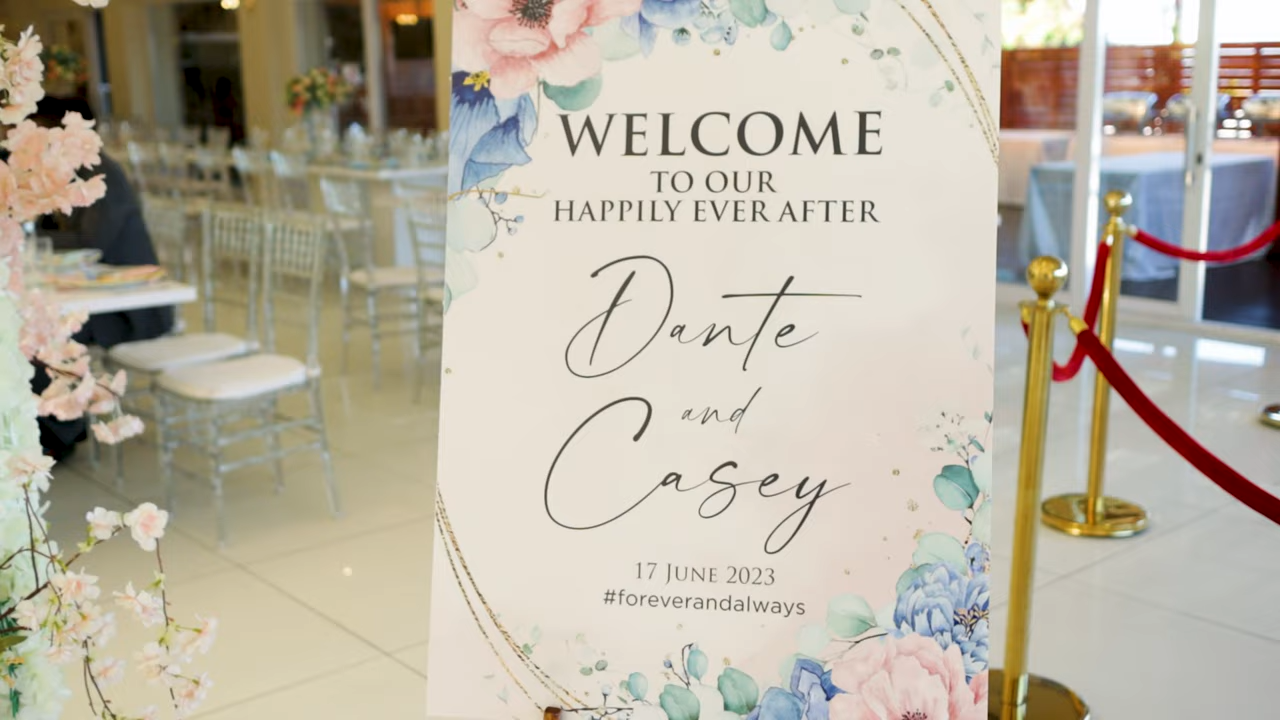 WELCOME
TO OUR
HAPPILY EVER AFTER
Dante
and
Casey
17 JUNE 2023
#foreverandalways